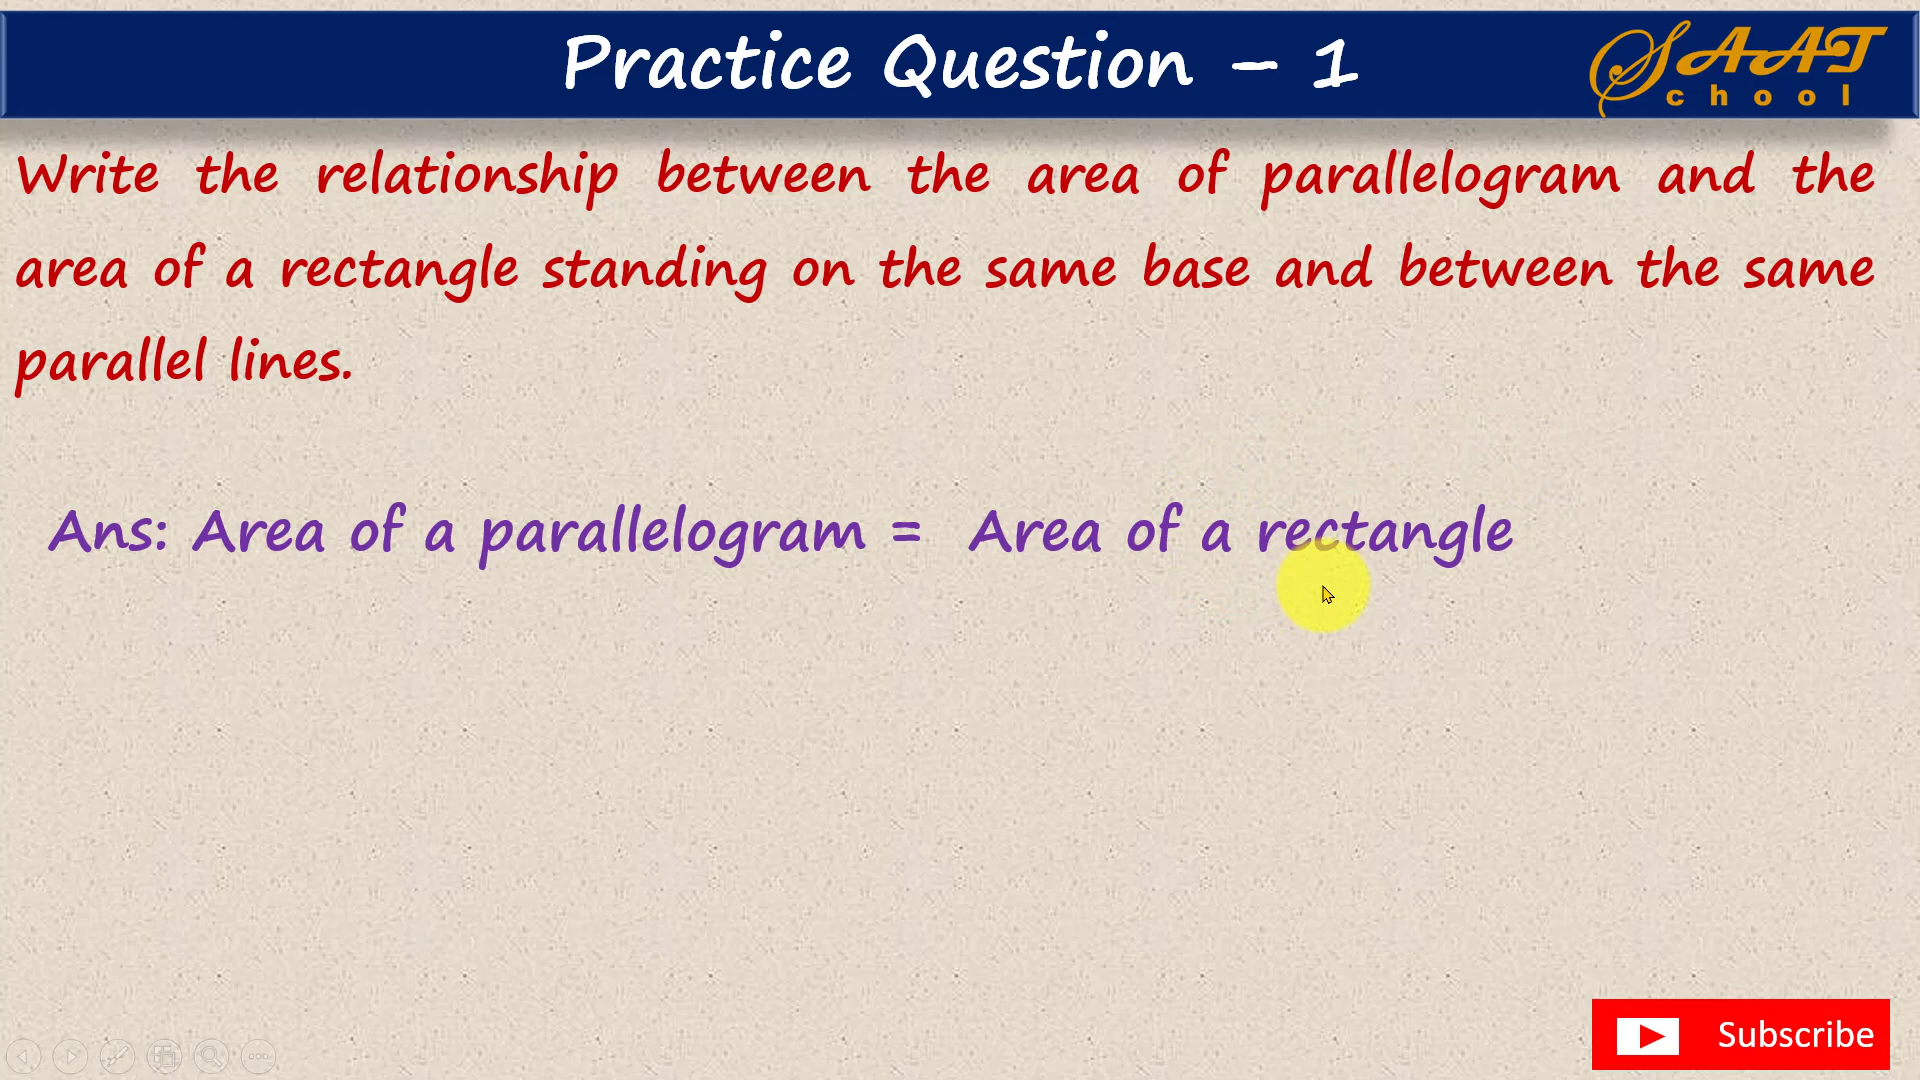 Practice Question – 1
SAAT
chool
Write the relationship between the area of parallelogram and the
area of a rectangle standing on the same base and between the same
parallel lines.
Ans: Area of a parallelogram = Area of a rectangle
Subscribe